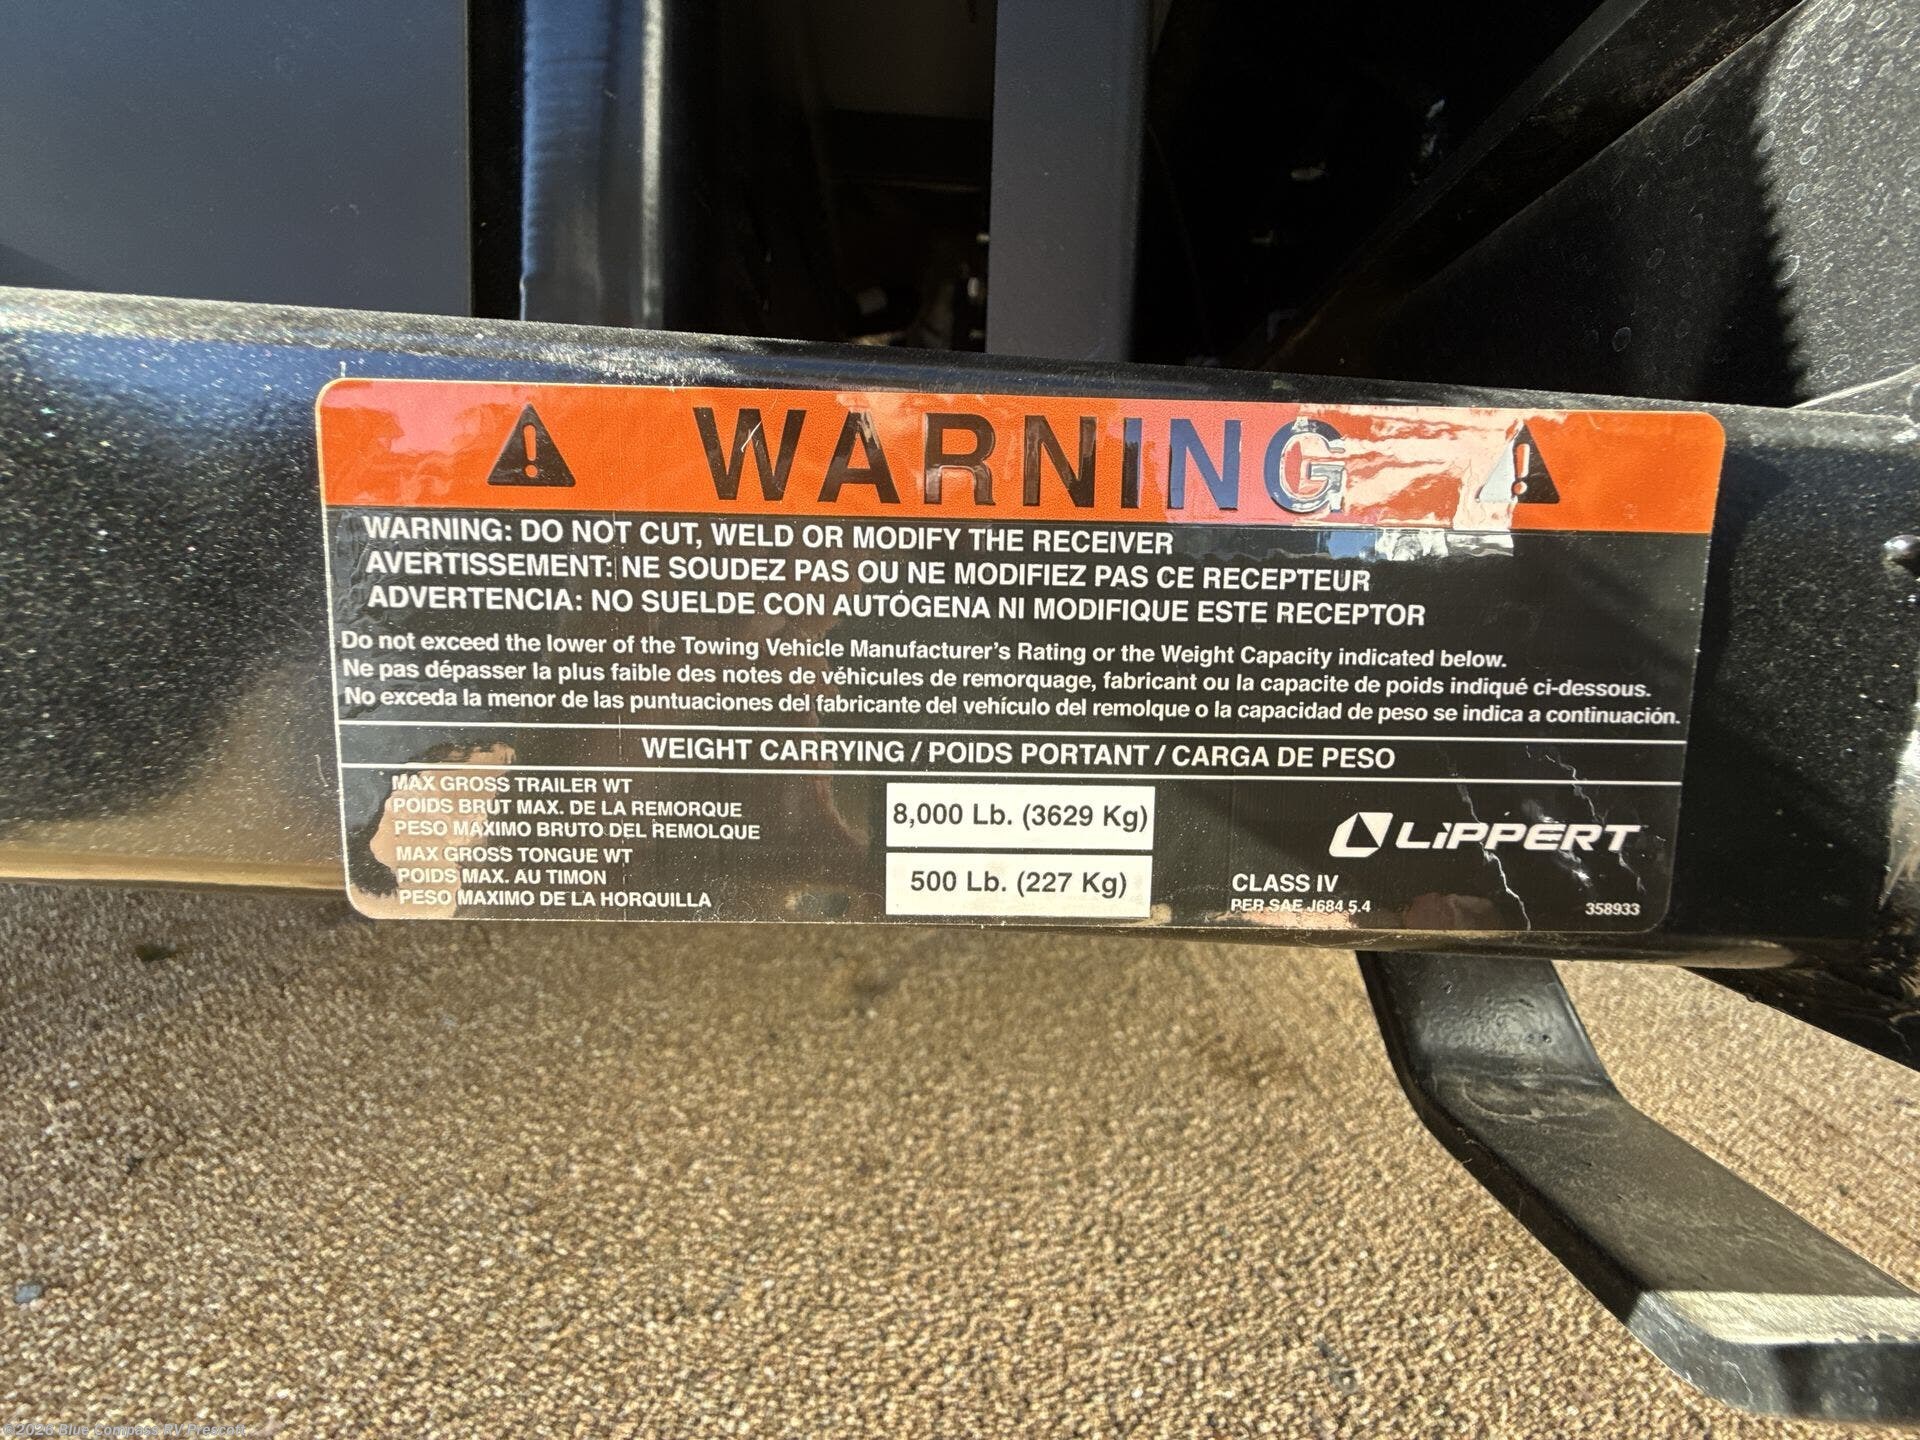 WARNING
WARNING: DO NOT CUT, WELD OR MODIFY THE RECEIVER
AVERTISSEMENT: NE SOUDEZ PAS OU NE MODIFIEZ PAS CE RECEPTEUR
ADVERTENCIA: NO SUELDE CON AUTÓGENA NI MODIFIQUE ESTE RECEPTOR
Do not exceed the lower of the Towing Vehicle Manufacturer's Rating or the Weight Capacity indicated below.
Ne pas dépasser la plus faible des notes de véhicules de remorquage, fabricant ou la capacite de poids indiqué ci-dessous.
No exceda la menor de las puntuaciones del fabricante del vehículo del remolque o la capacidad de peso se indica a continuación.
WEIGHT CARRYING / POIDS PORTANT / CARGA DE PESO
MAX GROSS TRAILER WT
POIDS BRUT MAX. DE LA REMORQUE
PESO MAXIMO BRUTO DEL REMOLQUE
8,000 Lb. (3629 Kg)
MAX GROSS TONGUE WT
POIDS MAX. AU TIMON
PESO MAXIMO DE LA HORQUILLA
500 Lb. (227 Kg)
LIPPERT
CLASS IV
PER SAE J684 5.4
358933
©2026 Blue Compass RV Prescott